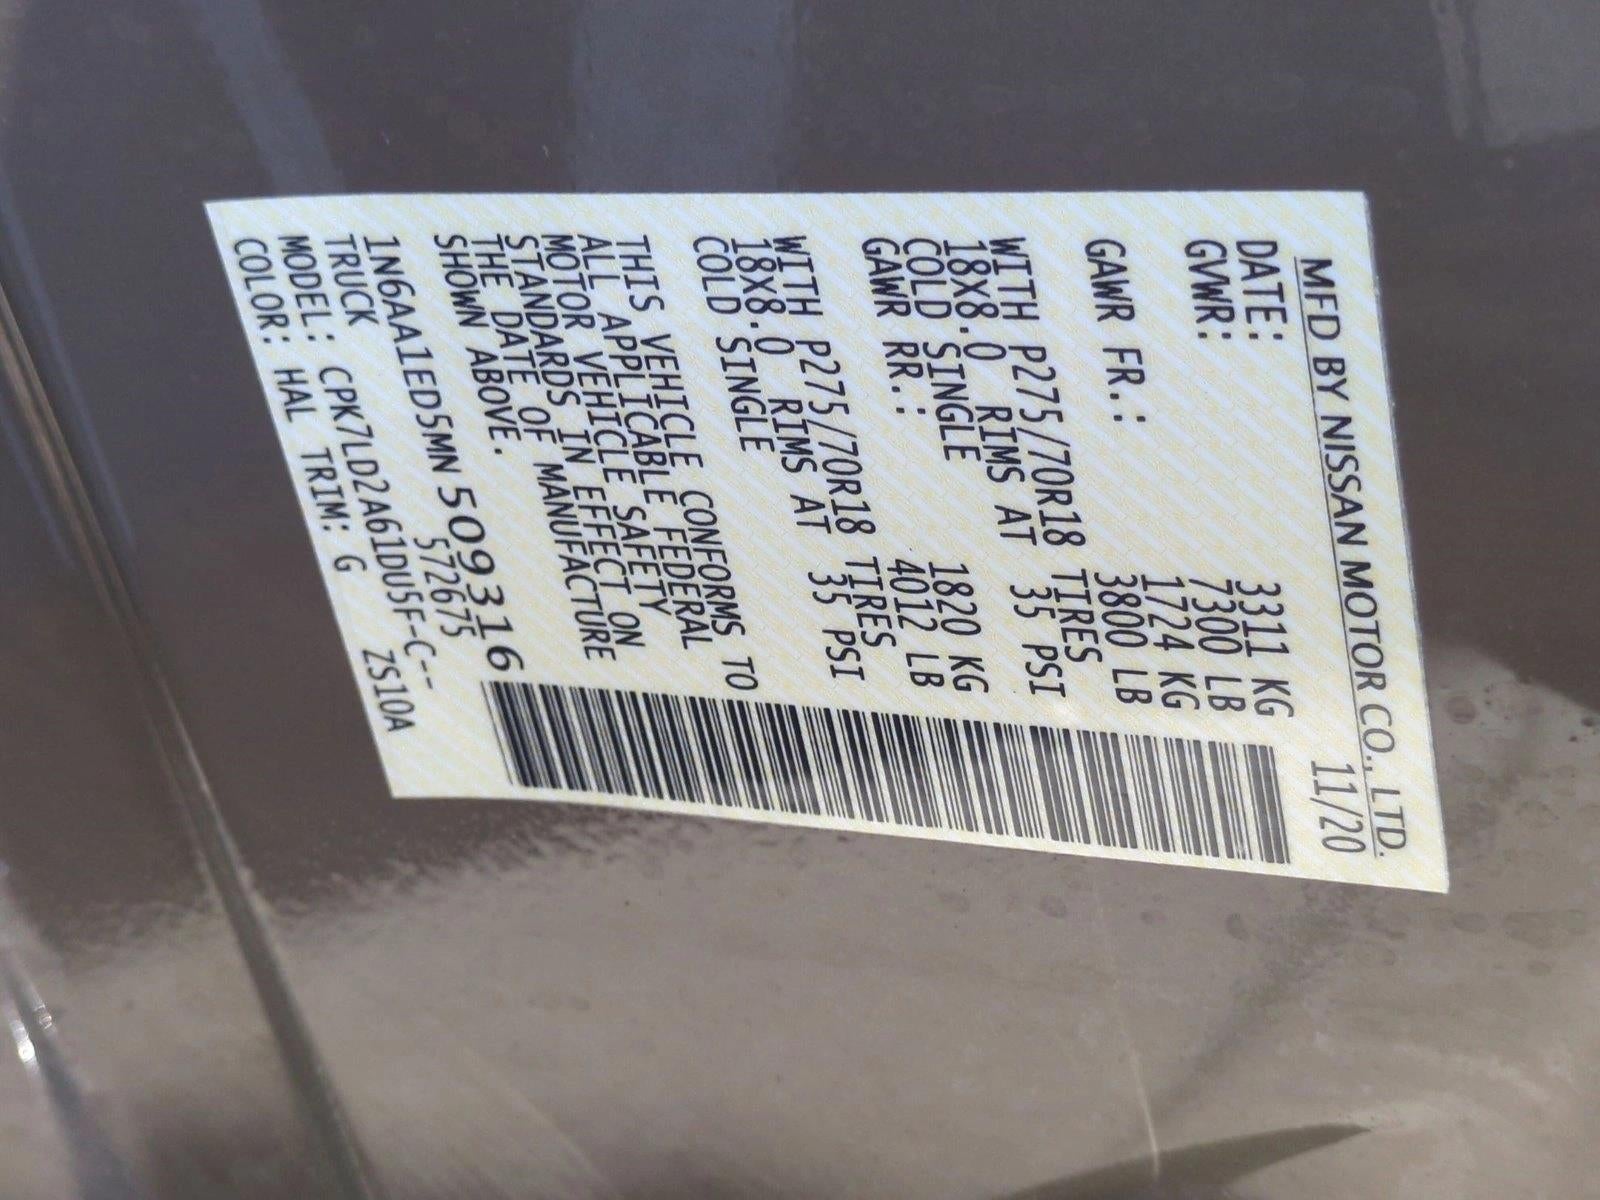 MFD BY NISSAN MOTOR CO., LTD.
DATE: 11/20
GVWR: 3311 KG
7300 LB
GAWR FR.: 1724 KG
3800 LB
WITH P275/70R18 TIRES
18X8.0 RIMS AT 35 PSI
COLD SINGLE
GAWR RR.: 1820 KG
4012 LB
WITH P275/70R18 TIRES
18X8.0 RIMS AT 35 PSI
COLD SINGLE
THIS VEHICLE CONFORMS TO
ALL APPLICABLE FEDERAL
MOTOR VEHICLE SAFETY
STANDARDS IN EFFECT ON
THE DATE OF MANUFACTURE
SHOWN ABOVE.
1N6AA1ED5MN 509316
TRUCK 572675
MODEL: CPK7LD2A61DU5F-C--
COLOR: HAL TRIM: G ZS10A